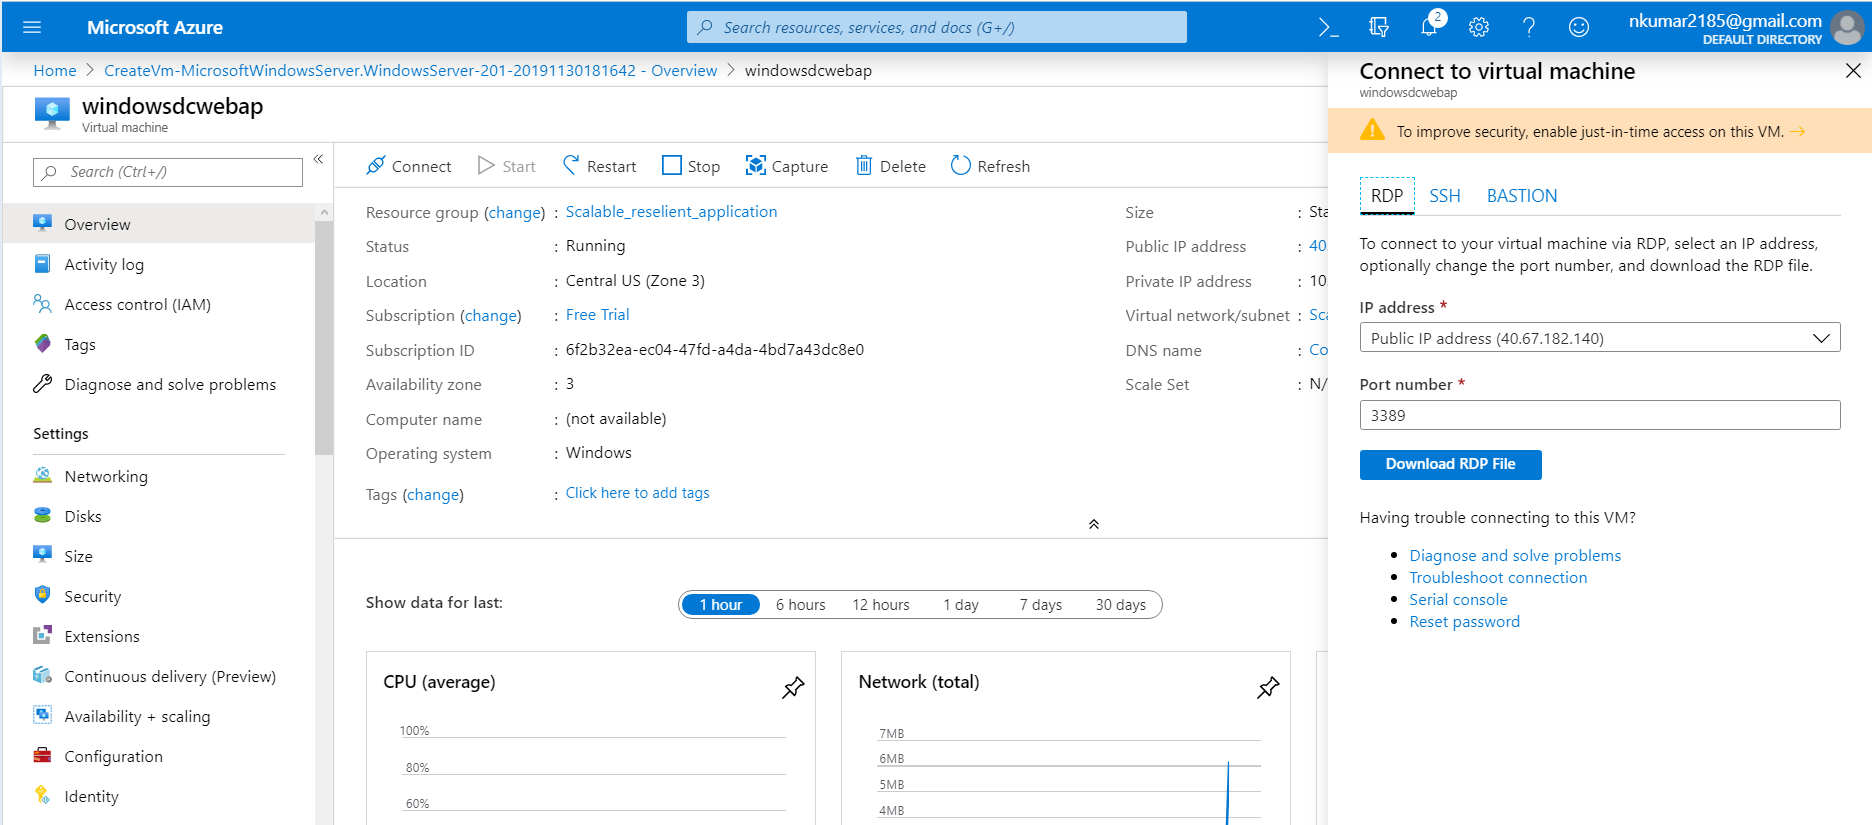 Microsoft Azure
Search resources, services, and docs (G+/)
2
nkumar2185@gmail.com
DEFAULT DIRECTORY
Home > CreateVm-MicrosoftWindowsServer.WindowsServer-201-20191130181642 - Overview > windowsdcwebap
windowsdcwebap
Virtual machine
Search (Ctrl+/)
Overview
Activity log
Access control (IAM)
Tags
Diagnose and solve problems
Settings
Networking
Disks
Size
Security
Extensions
Continuous delivery (Preview)
Availability + scaling
Configuration
Identity
Connect Start Restart Stop Capture Delete Refresh
Resource group (change) : Scalable_reselient_application
Status : Running
Location : Central US (Zone 3)
Subscription (change) : Free Trial
Subscription ID : 6f2b32ea-ec04-47fd-a4da-4bd7a43dc8e0
Availability zone : 3
Computer name : (not available)
Operating system : Windows
Tags (change) : Click here to add tags
Size : Sta
Public IP address : 40
Private IP address : 10
Virtual network/subnet : Sca
DNS name : Co
Scale Set : N/
Show data for last: 1 hour 6 hours 12 hours 1 day 7 days 30 days
CPU (average)
100%
80%
60%
Network (total)
7MB
6MB
5MB
4MB
Connect to virtual machine
windowsdcwebap
To improve security, enable just-in-time access on this VM. →
RDP SSH BASTION
To connect to your virtual machine via RDP, select an IP address,
optionally change the port number, and download the RDP file.
IP address *
Public IP address (40.67.182.140)
Port number *
3389
Download RDP File
Having trouble connecting to this VM?
• Diagnose and solve problems
• Troubleshoot connection
• Serial console
• Reset password